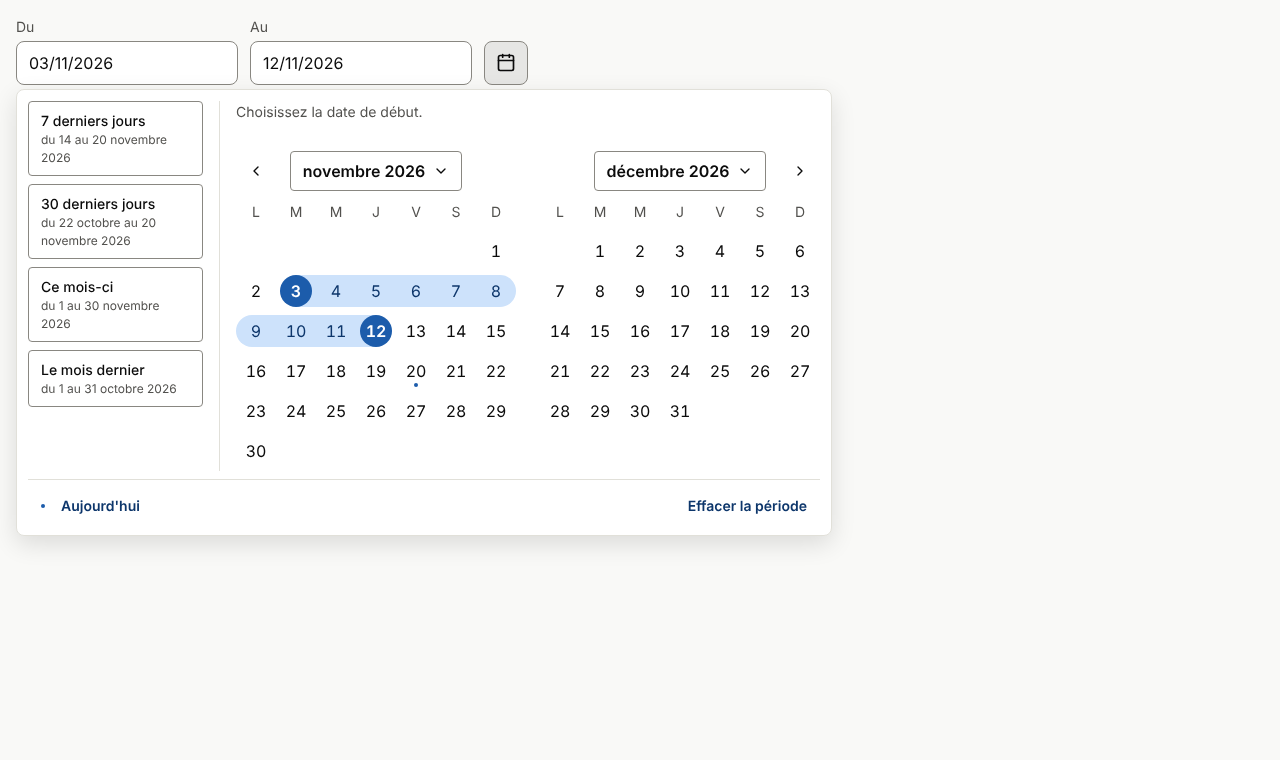 Du
Au
03/11/2026
12/11/2026
7 derniers jours
du 14 au 20 novembre
2026
30 derniers jours
du 22 octobre au 20
novembre 2026
Ce mois-ci
du 1 au 30 novembre
2026
Le mois dernier
du 1 au 31 octobre 2026
Choisissez la date de début.
novembre 2026
L M M J V S D
1
2 3 4 5 6 7 8
9 10 11 12 13 14 15
16 17 18 19 20 21 22
23 24 25 26 27 28 29
30
décembre 2026
L M M J V S D
1 2 3 4 5 6
7 8 9 10 11 12 13
14 15 16 17 18 19 20
21 22 23 24 25 26 27
28 29 30 31
Aujourd'hui
Effacer la période